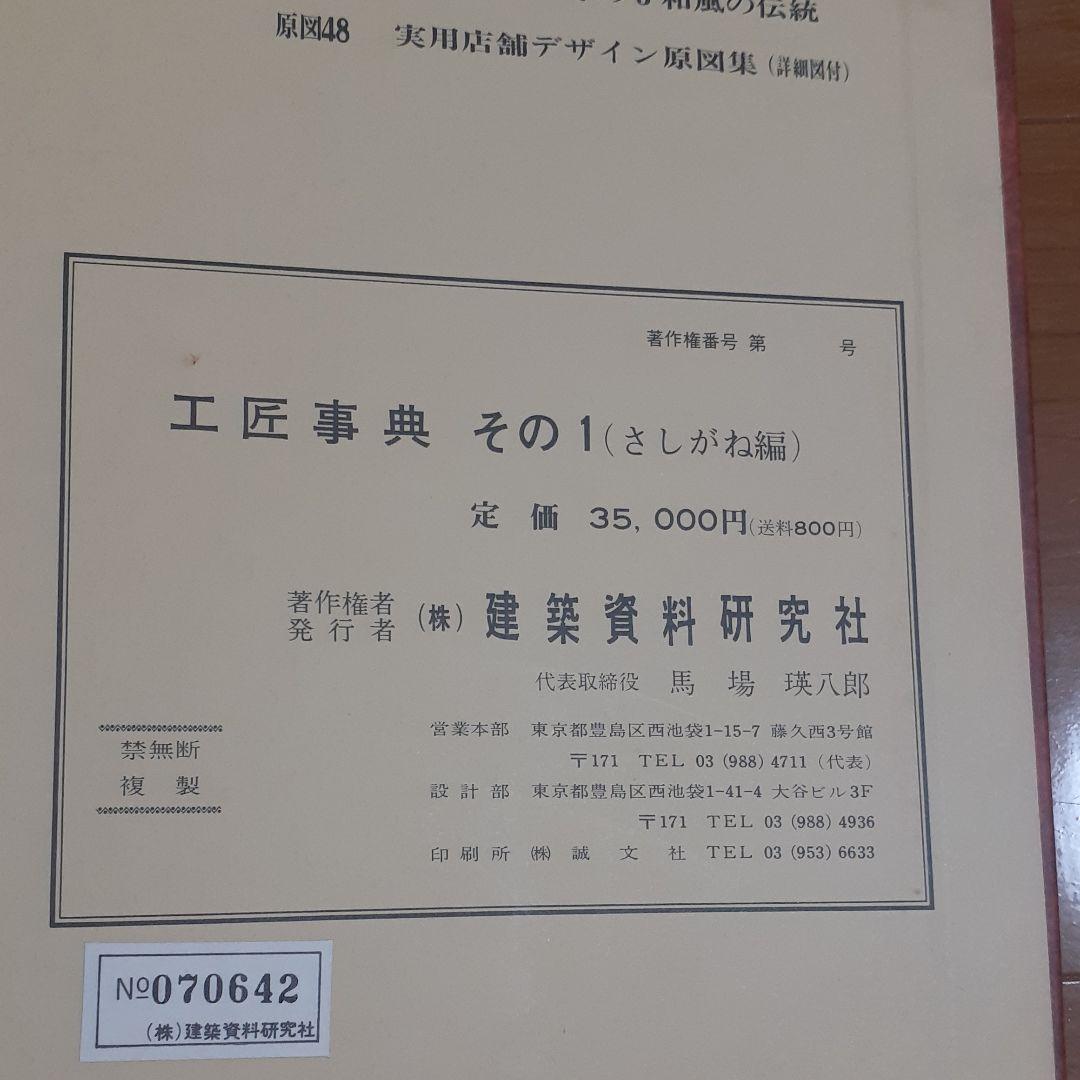 和風の伝統
原図48 実用店舗デザイン原図集(詳細図付)
著作権番号 第 号
工匠事典 その1(さしがね編)
定価 35,000円(送料800円)
著作権者
発行者 (株)建築資料研究社
代表取締役 馬場 瑛八郎
営業本部 東京都豊島区西池袋1-15-7 藤久西3号館
〒171 TEL 03(988)4711(代表)
設計部 東京都豊島区西池袋1-41-4 大谷ビル3F
〒171 TEL 03(988)4936
印刷所 ㈱ 誠文社 TEL 03(953)6633
禁無断
複製
№070642
(株)建築資料研究社